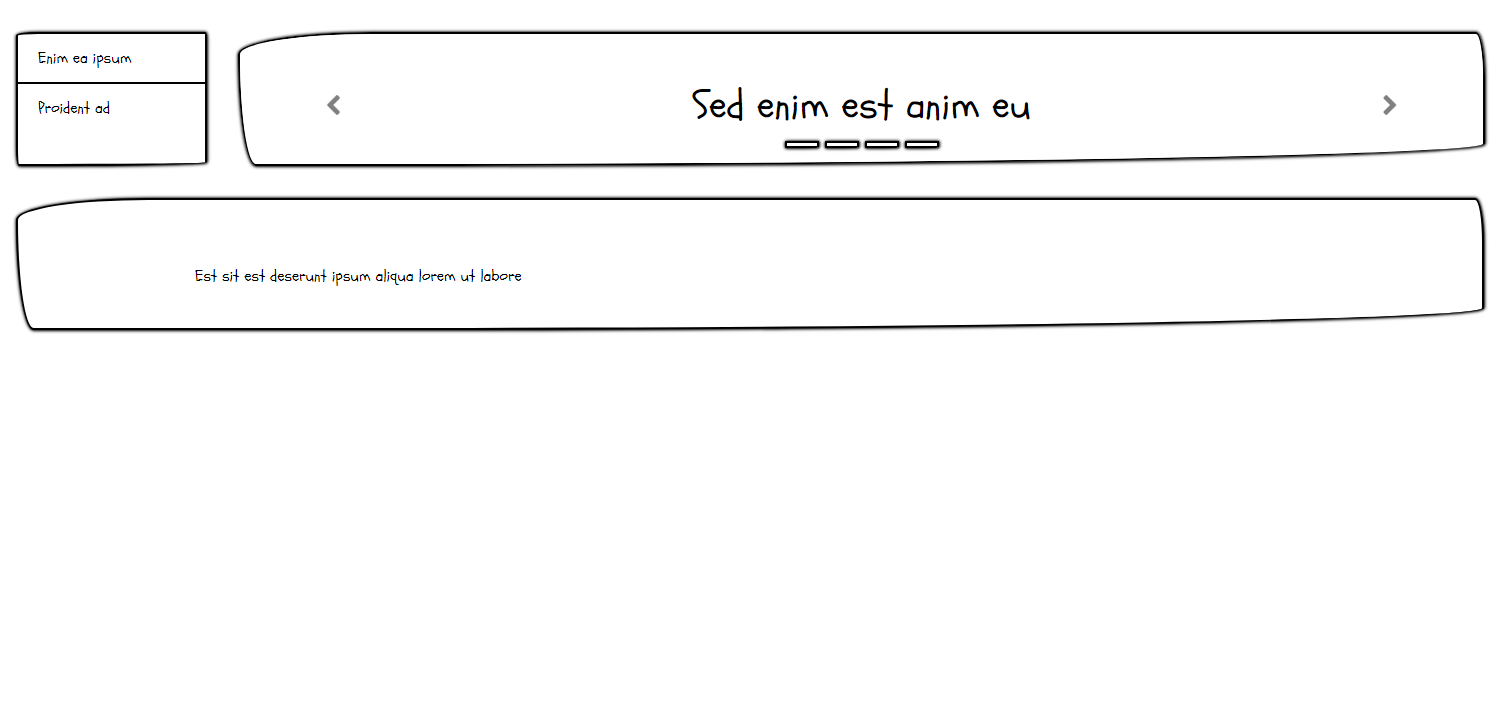 Enim ea ipsum
Proident ad
Sed enim est anim eu
Est sit est deserunt ipsum aliqua lorem ut labore